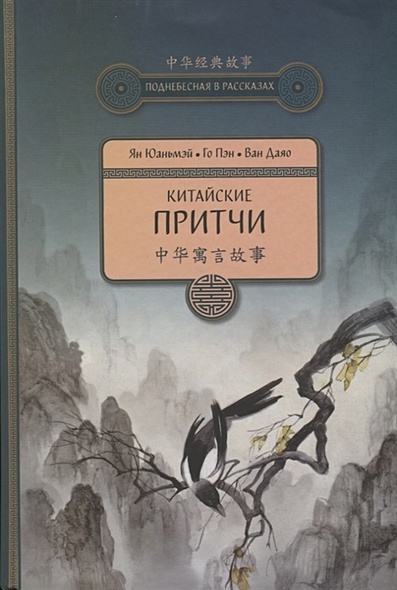 中华经典故事
ПОДНЕБЕСНАЯ В РАССКАЗАХ
Ян Юаньмэй • Го Пэн • Ван Даяо
КИТАЙСКИЕ
ПРИТЧИ
中华寓言故事